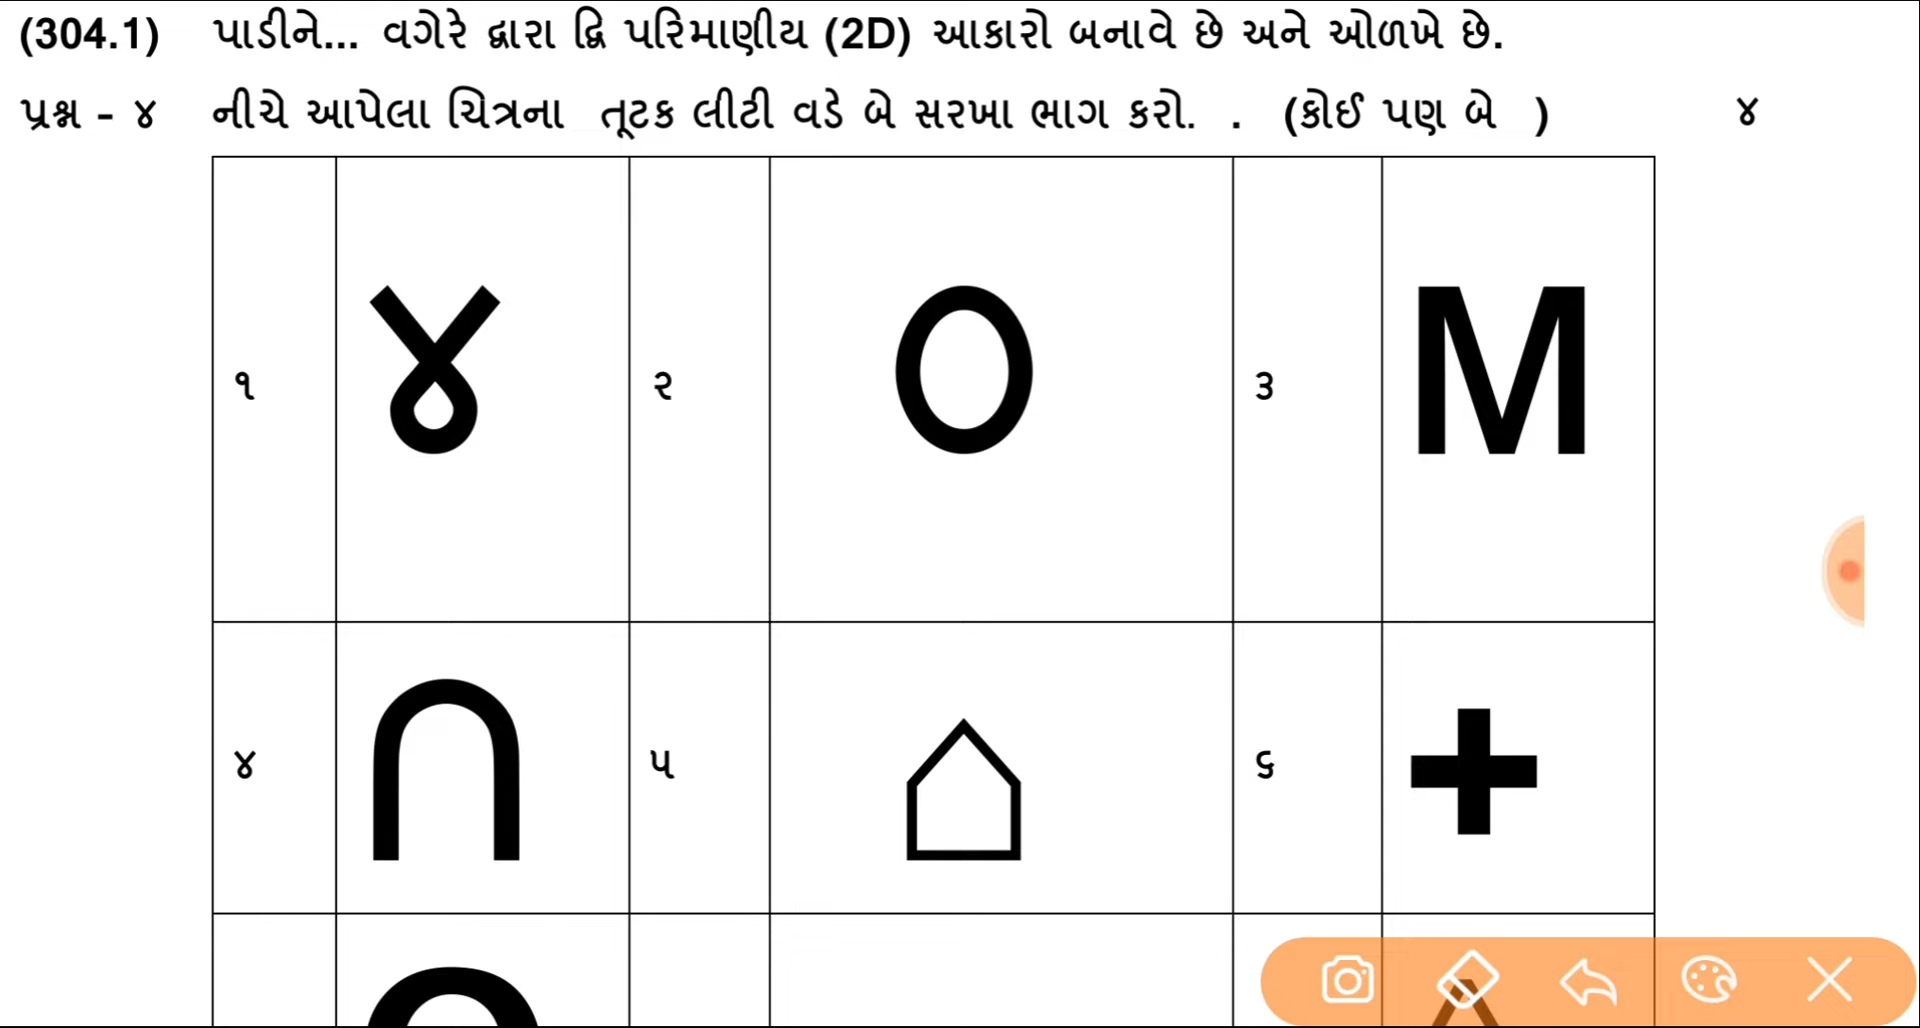 (304.1) પાડીને... વગેરે દ્વારા દ્વિ પરિમાણીય (2D) આકારો બનાવે છે અને ઓળખે છે.
પ્રશ્ન - ૪ નીચે આપેલા ચિત્રના તૂટક લીટી વડે બે સરખા ભાગ કરો. . (કોઈ પણ બે ) ૪
૧ ૪ ૨ O ૩ M
૪ ૫ ૬